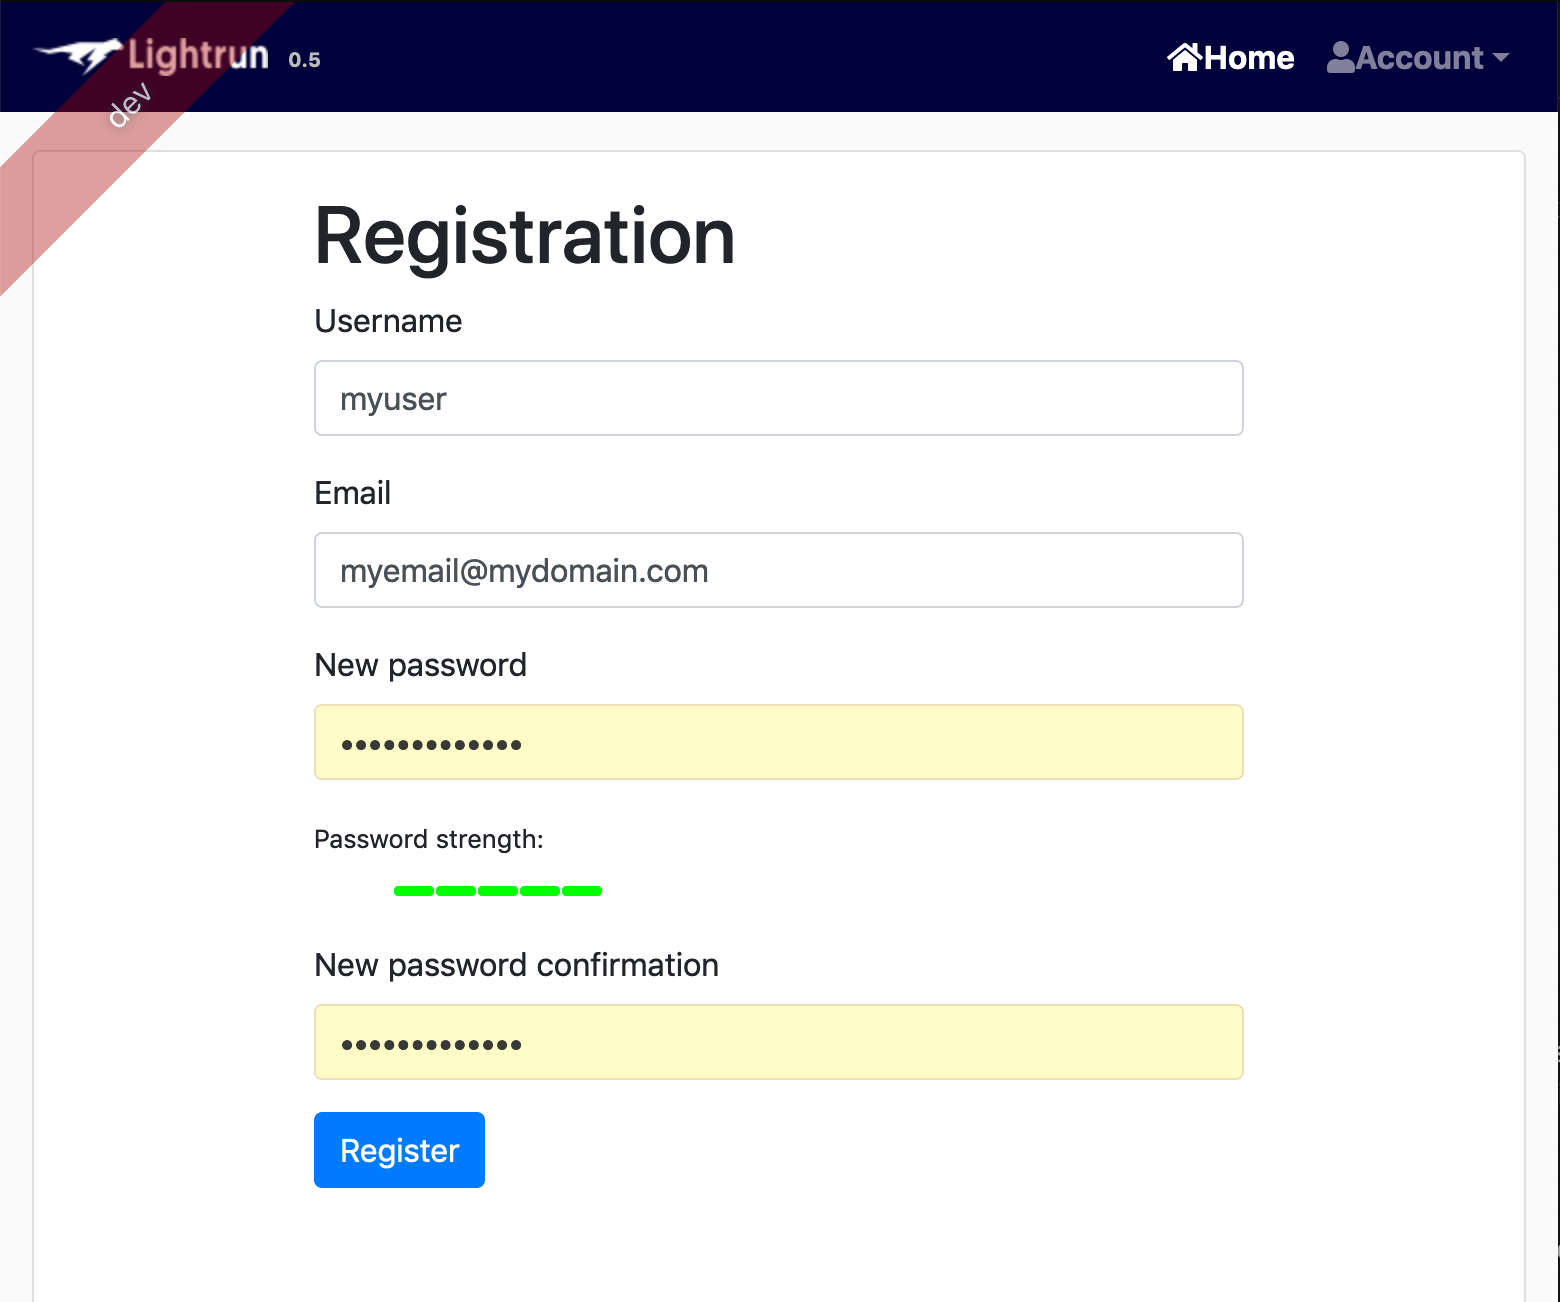 Lightrun 0.5 Home Account
dev
Registration
Username
myuser
Email
myemail@mydomain.com
New password
•••••••••••••
Password strength:
New password confirmation
•••••••••••••
Register